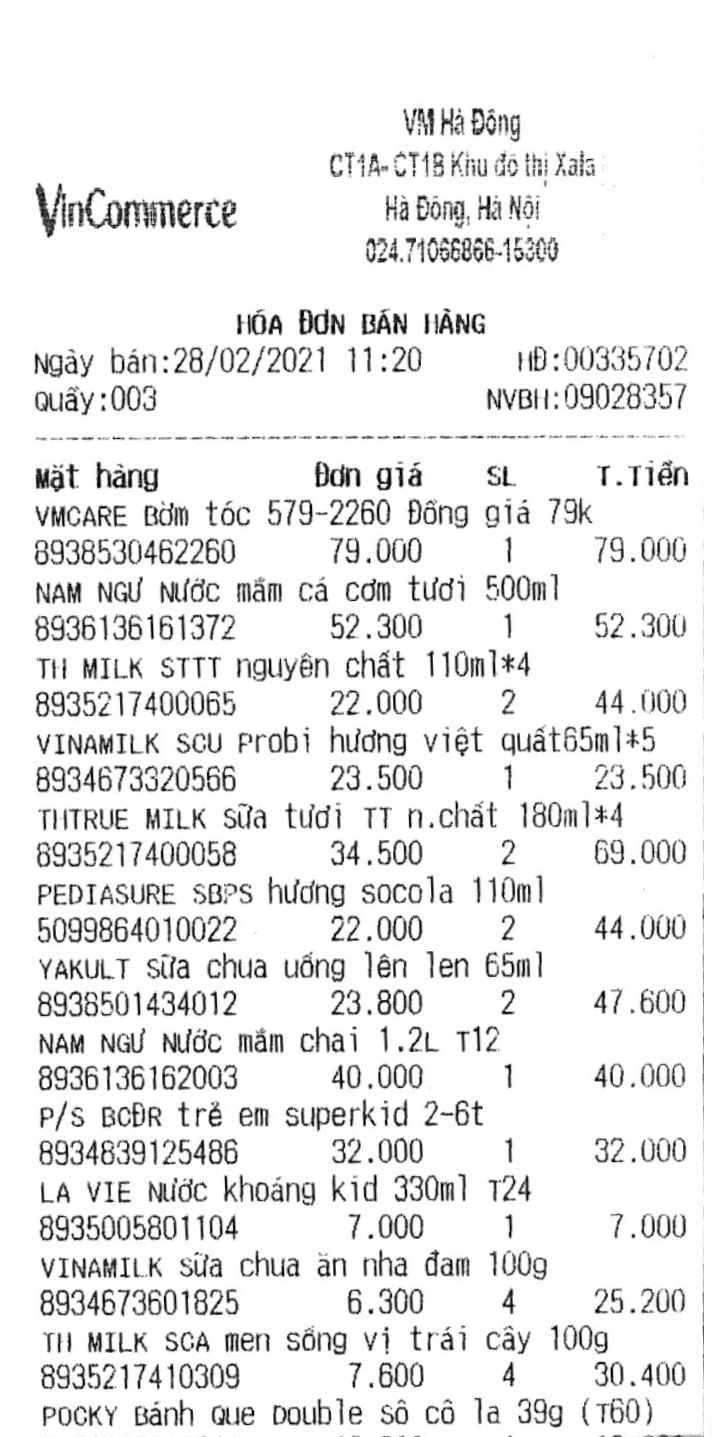 VinCommerce
VM Hà Đông
CT1A-CT1B Khu đô thị Xala
Hà Đông, Hà Nội
024.71066866-15300
HÓA ĐƠN BÁN HÀNG
Ngày bán:28/02/2021 11:20 HĐ:00335702
Quầy:003 NVBH:09028357
Mặt hàng Đơn giá SL T.Tiền
VMCARE Bờm tóc 579-2260 Đồng giá 79k
8938530462260 79.000 1 79.000
NAM NGƯ Nước mắm cá cơm tươi 500ml
8936136161372 52.300 1 52.300
TH MILK STTT nguyên chất 110ml*4
8935217400065 22.000 2 44.000
VINAMILK SCU Probi hương việt quất65ml*5
8934673320566 23.500 1 23.500
THTRUE MILK sữa tươi TT n.chất 180ml*4
8935217400058 34.500 2 69.000
PEDIASURE SBPS hương socola 110ml
5099864010022 22.000 2 44.000
YAKULT sữa chua uống lên len 65ml
8938501434012 23.800 2 47.600
NAM NGƯ Nước mắm chai 1.2L T12
8936136162003 40.000 1 40.000
P/S BCĐR trẻ em superkid 2-6t
8934839125486 32.000 1 32.000
LA VIE Nước khoáng kid 330ml T24
8935005801104 7.000 1 7.000
VINAMILK sữa chua ăn nha đam 100g
8934673601825 6.300 4 25.200
TH MILK SCA men sống vị trái cây 100g
8935217410309 7.600 4 30.400
POCKY Bánh Que Double sô cô la 39g (T60)